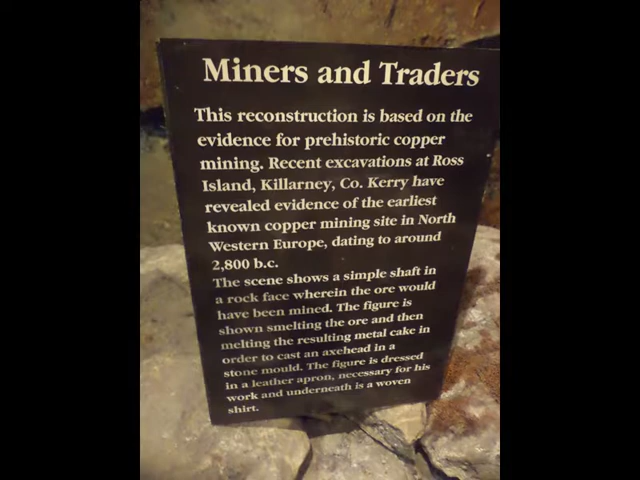 Miners and Traders
This reconstruction is based on the
evidence for prehistoric copper
mining. Recent excavations at Ross
Island, Killarney, Co. Kerry have
revealed evidence of the earliest
known copper mining site in North
Western Europe, dating to around
2,800 b.c.
The scene shows a simple shaft in
a rock face wherein the ore would
have been mined. The figure is
shown smelting the ore and then
melting the resulting metal cake in
order to cast an axehead in a
stone mould. The figure is dressed
in a leather apron, necessary for his
work and underneath is a woven
shirt.